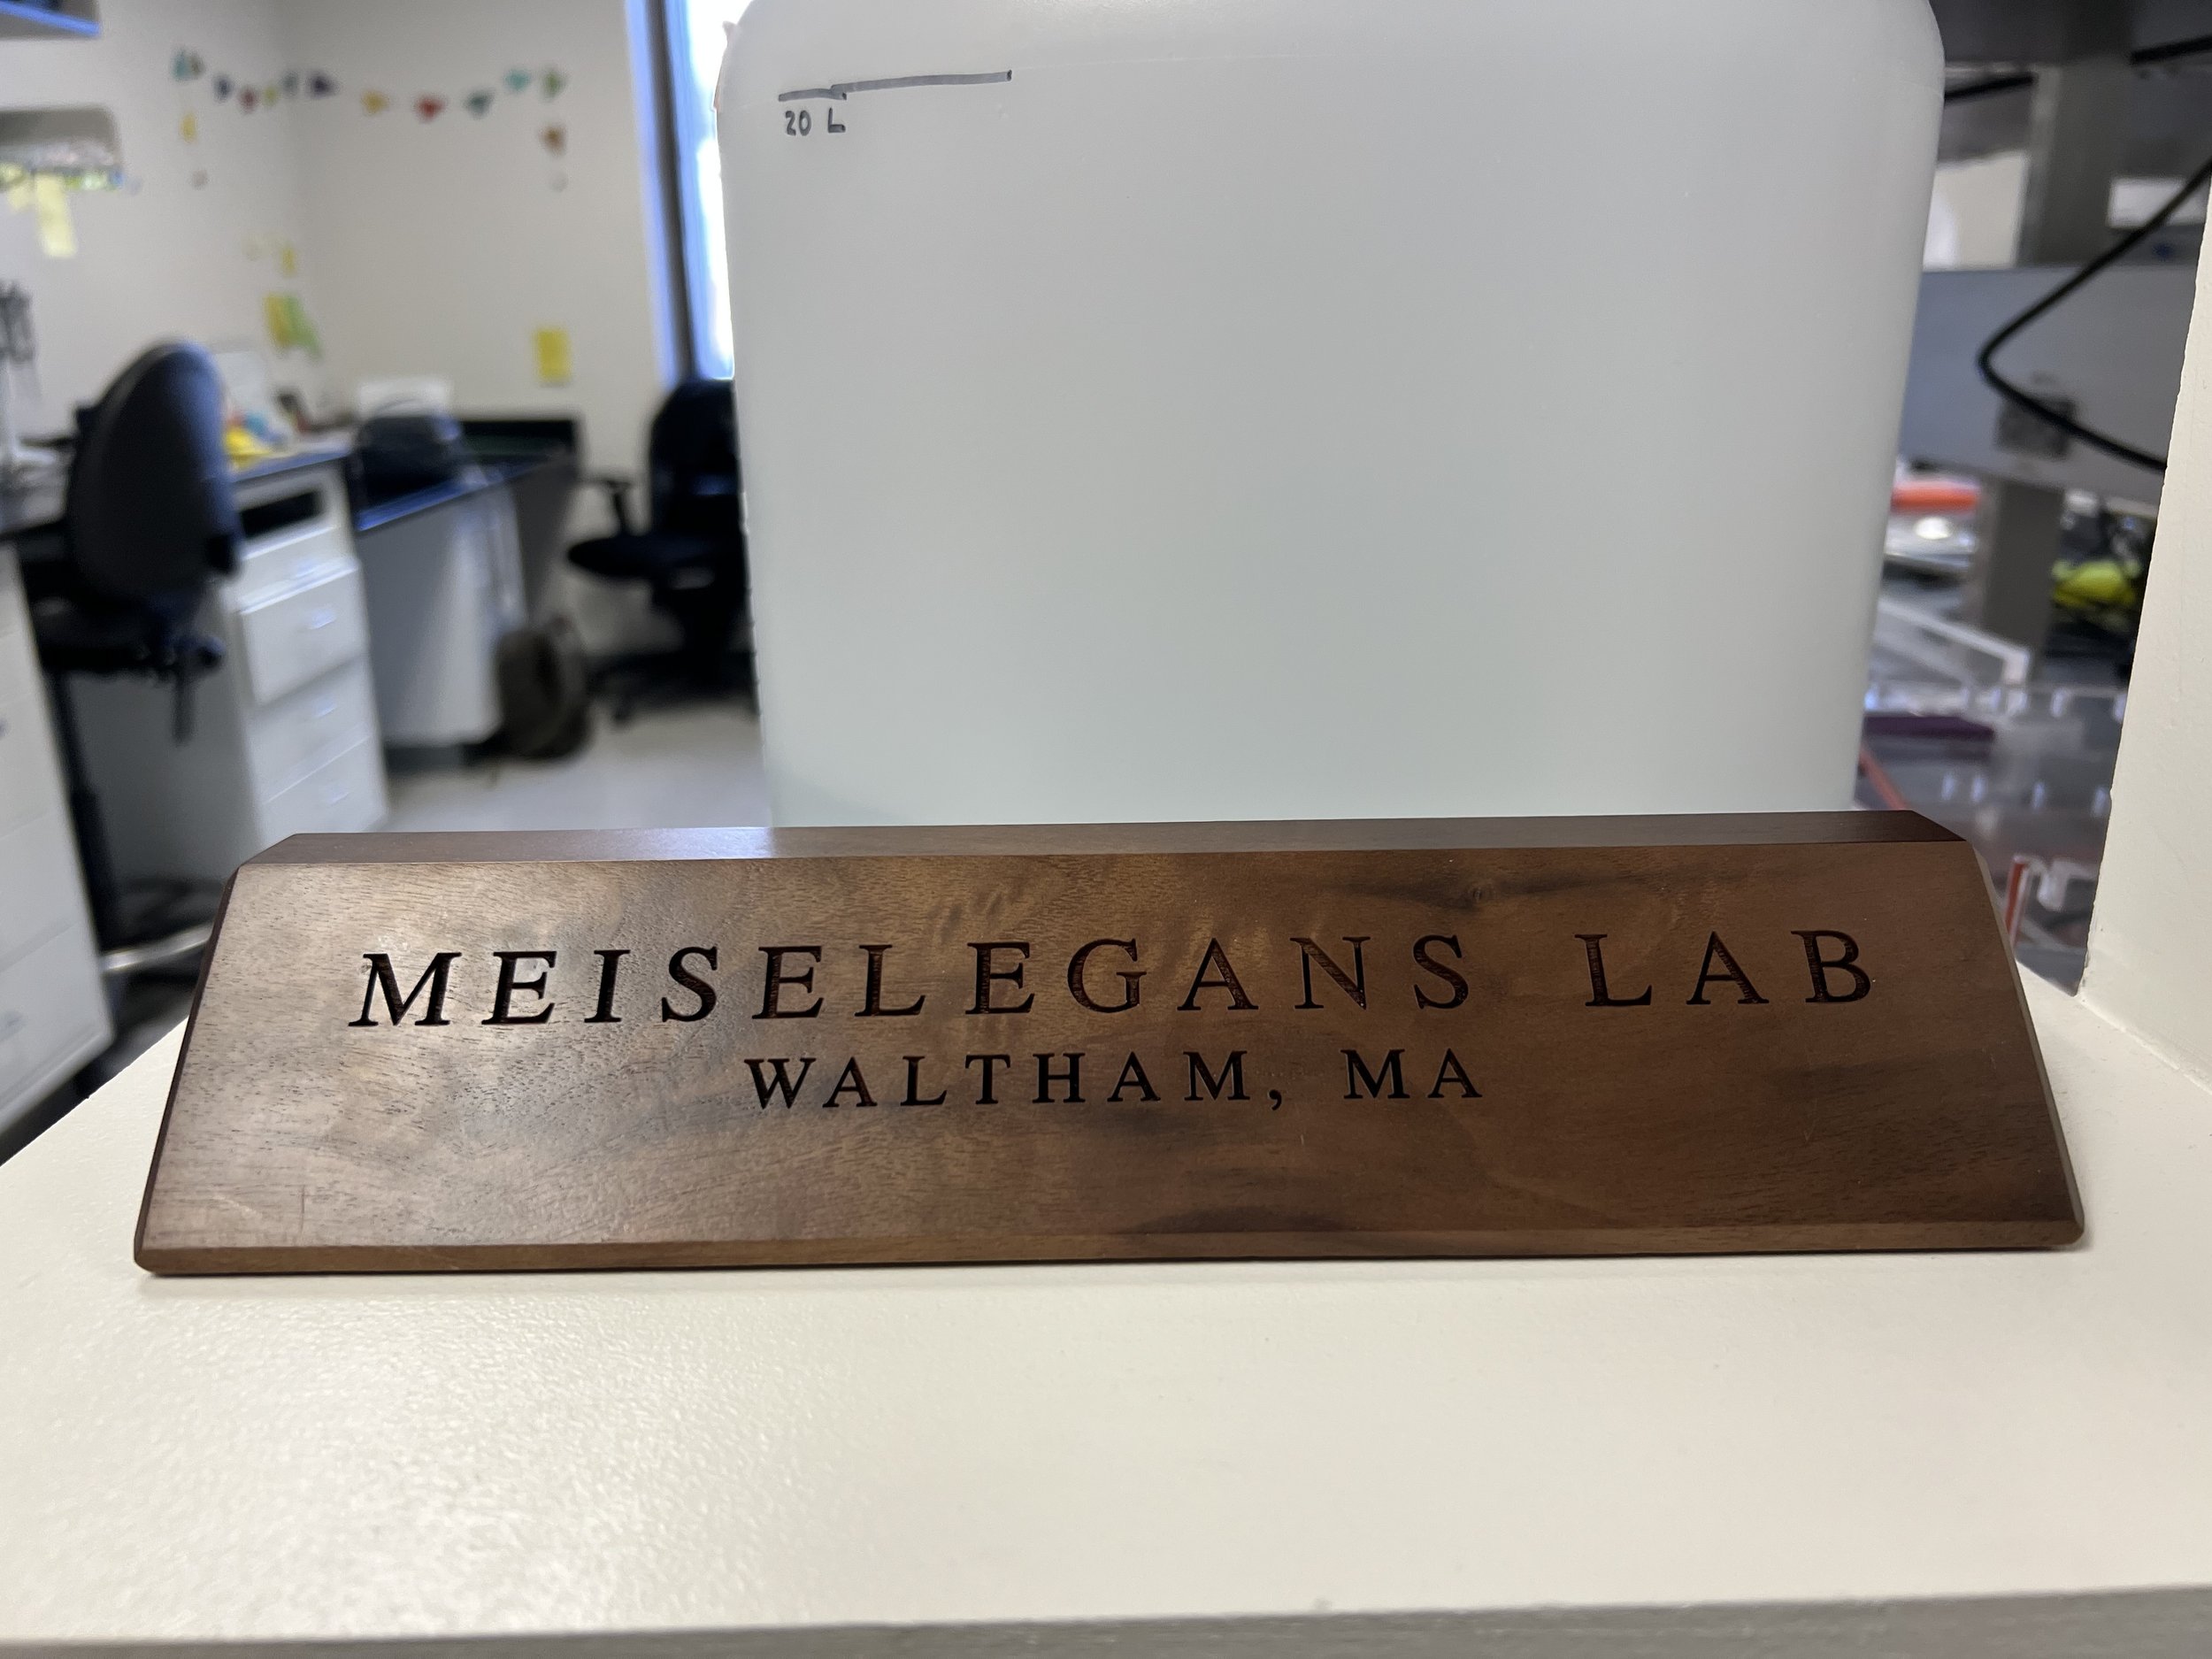 20 L
MEISELEGANS LAB
WALTHAM, MA